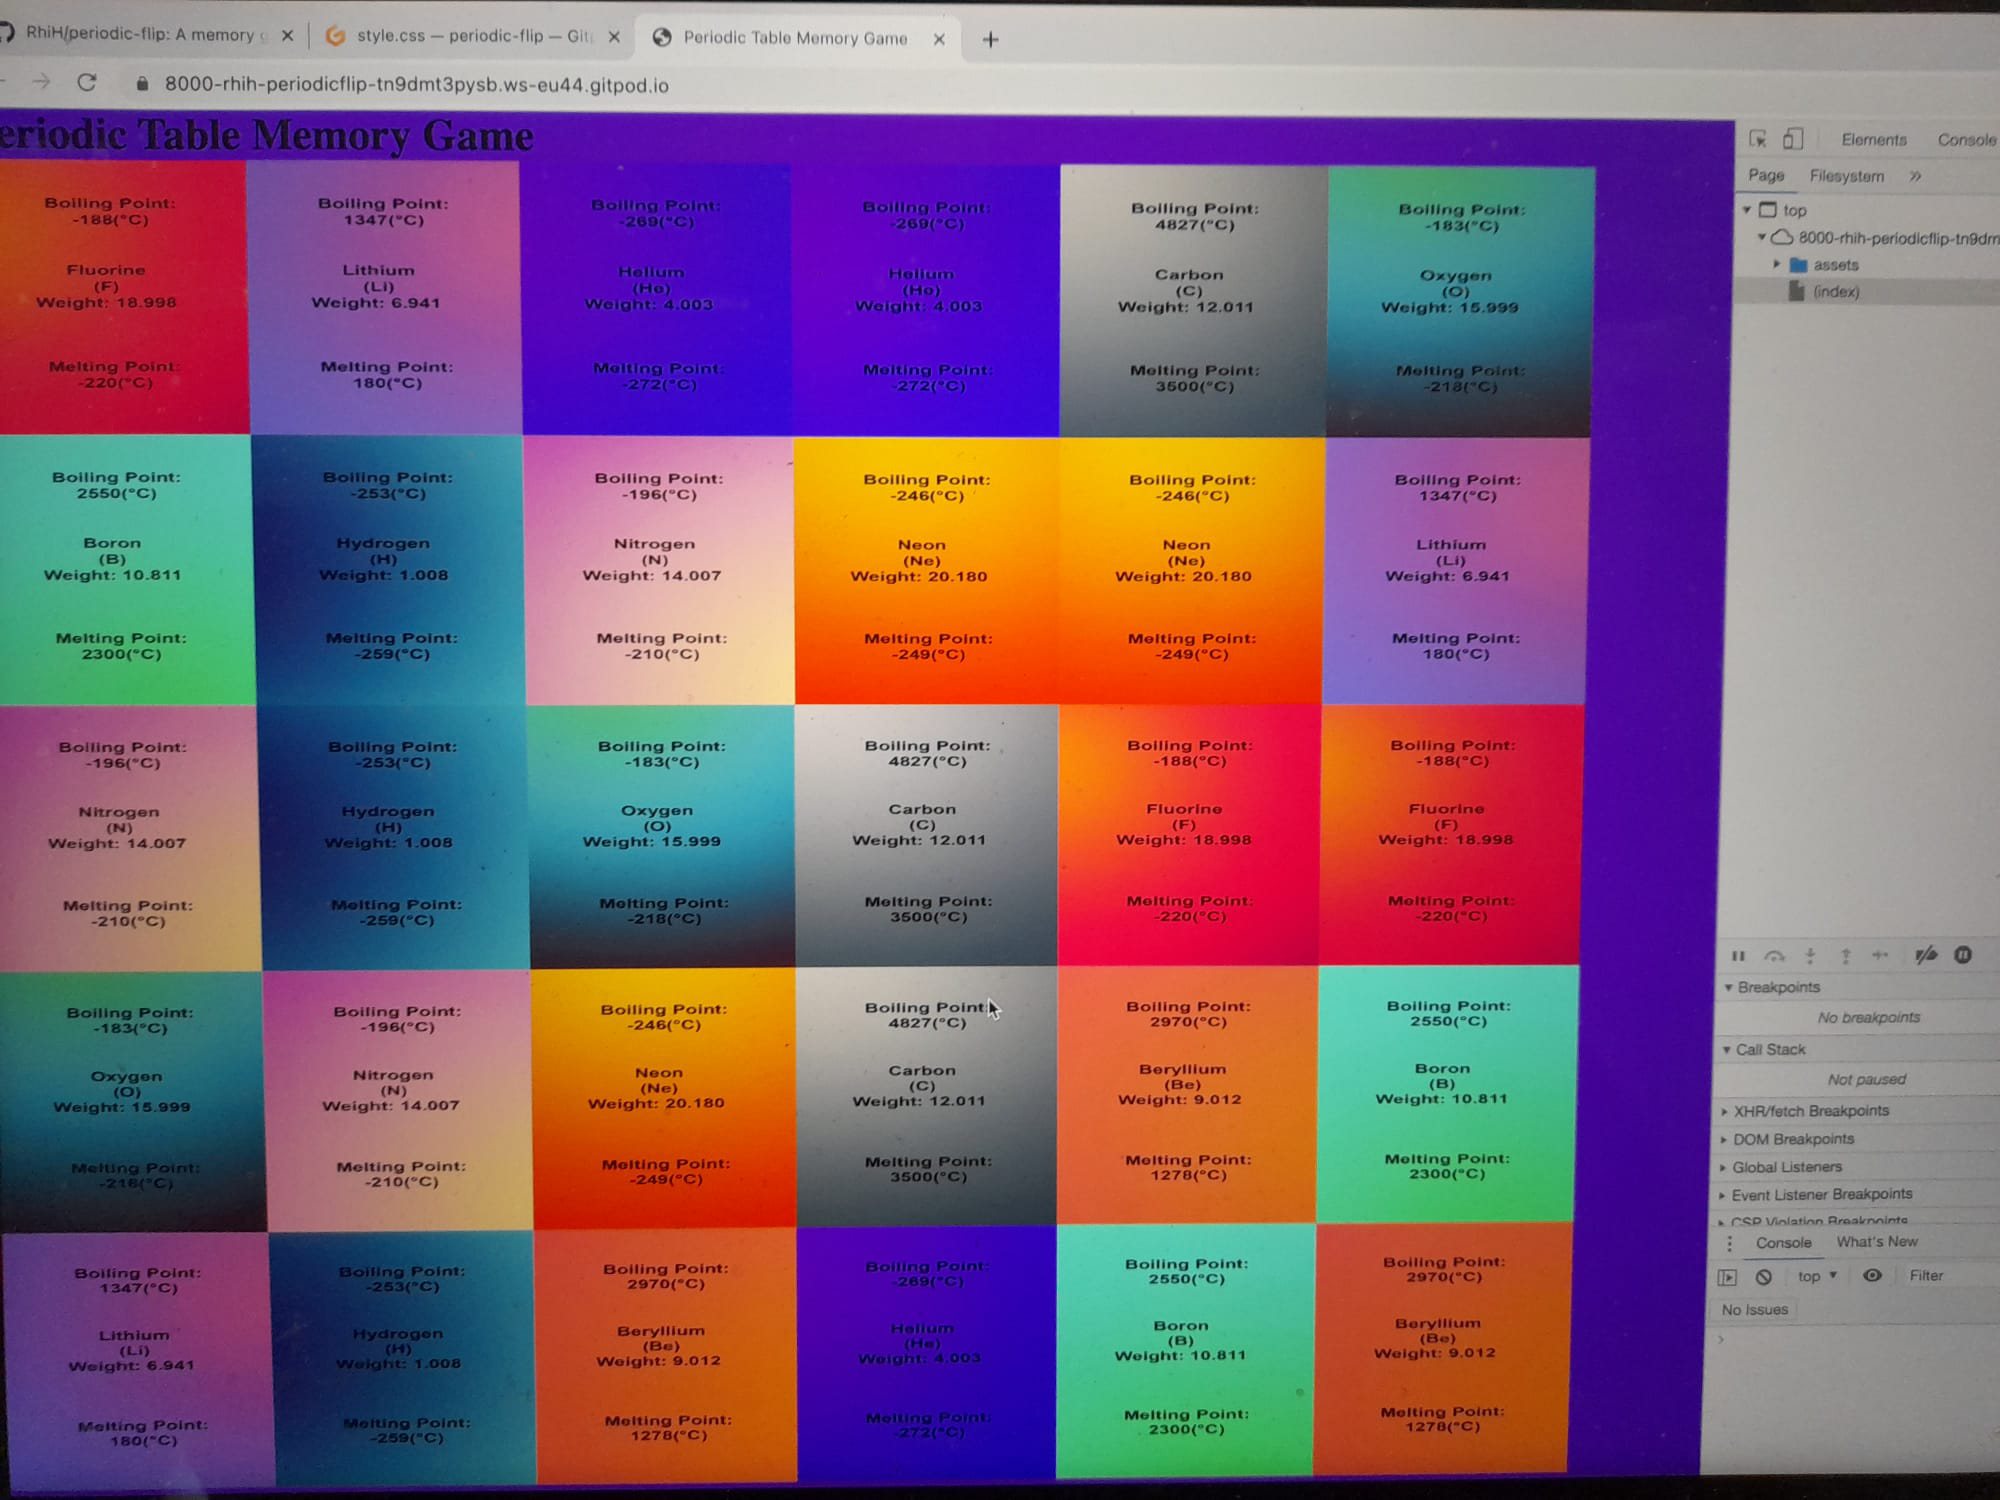 RhiH/periodic-flip: A memory
style.css — periodic-flip — Git
Periodic Table Memory Game
8000-rhih-periodicflip-tn9dmt3pysb.ws-eu44.gitpod.io
eriodic Table Memory Game
Boiling Point:
-188(°C)
Fluorine
(F)
Weight: 18.998
Melting Point:
-220(°C)
Boiling Point:
1347(°C)
Lithium
(Li)
Weight: 6.941
Melting Point:
180(°C)
Boiling Point:
-269(°C)
Helium
(He)
Weight: 4.003
Melting Point:
-272(°C)
Boiling Point:
-269(°C)
Helium
(He)
Weight: 4.003
Melting Point:
-272(°C)
Boiling Point:
4827(°C)
Carbon
(C)
Weight: 12.011
Melting Point:
3500(°C)
Boiling Point:
-183(°C)
Oxygen
(O)
Weight: 15.999
Melting Point:
-218(°C)
Boiling Point:
2550(°C)
Boron
(B)
Weight: 10.811
Melting Point:
2300(°C)
Boiling Point:
-253(°C)
Hydrogen
(H)
Weight: 1.008
Melting Point:
-259(°C)
Boiling Point:
-196(°C)
Nitrogen
(N)
Weight: 14.007
Melting Point:
-210(°C)
Boiling Point:
-246(°C)
Neon
(Ne)
Weight: 20.180
Melting Point:
-249(°C)
Boiling Point:
-246(°C)
Neon
(Ne)
Weight: 20.180
Melting Point:
-249(°C)
Boiling Point:
1347(°C)
Lithium
(Li)
Weight: 6.941
Melting Point:
180(°C)
Boiling Point:
-196(°C)
Nitrogen
(N)
Weight: 14.007
Melting Point:
-210(°C)
Boiling Point:
-253(°C)
Hydrogen
(H)
Weight: 1.008
Melting Point:
-259(°C)
Boiling Point:
-183(°C)
Oxygen
(O)
Weight: 15.999
Melting Point:
-218(°C)
Boiling Point:
4827(°C)
Carbon
(C)
Weight: 12.011
Melting Point:
3500(°C)
Boiling Point:
-188(°C)
Fluorine
(F)
Weight: 18.998
Melting Point:
-220(°C)
Boiling Point:
-188(°C)
Fluorine
(F)
Weight: 18.998
Melting Point:
-220(°C)
Boiling Point:
-183(°C)
Oxygen
(O)
Weight: 15.999
Melting Point:
-218(°C)
Boiling Point:
-196(°C)
Nitrogen
(N)
Weight: 14.007
Melting Point:
-210(°C)
Boiling Point:
-246(°C)
Neon
(Ne)
Weight: 20.180
Melting Point:
-249(°C)
Boiling Point:
4827(°C)
Carbon
(C)
Weight: 12.011
Melting Point:
3500(°C)
Boiling Point:
2970(°C)
Beryllium
(Be)
Weight: 9.012
Melting Point:
1278(°C)
Boiling Point:
2550(°C)
Boron
(B)
Weight: 10.811
Melting Point:
2300(°C)
Boiling Point:
1347(°C)
Lithium
(Li)
Weight: 6.941
Melting Point:
180(°C)
Boiling Point:
-253(°C)
Hydrogen
(H)
Weight: 1.008
Melting Point:
-259(°C)
Boiling Point:
2970(°C)
Beryllium
(Be)
Weight: 9.012
Melting Point:
1278(°C)
Boiling Point:
-269(°C)
Helium
(He)
Weight: 4.003
Melting Point:
-272(°C)
Boiling Point:
2550(°C)
Boron
(B)
Weight: 10.811
Melting Point:
2300(°C)
Boiling Point:
2970(°C)
Beryllium
(Be)
Weight: 9.012
Melting Point:
1278(°C)
Elements Console
Page Filesystem »
top
8000-rhih-periodicflip-tn9dm
assets
(index)
Breakpoints
No breakpoints
Call Stack
Not paused
XHR/fetch Breakpoints
DOM Breakpoints
Global Listeners
Event Listener Breakpoints
CSP Violation Breakpoints
Console What's New
top Filter
No Issues